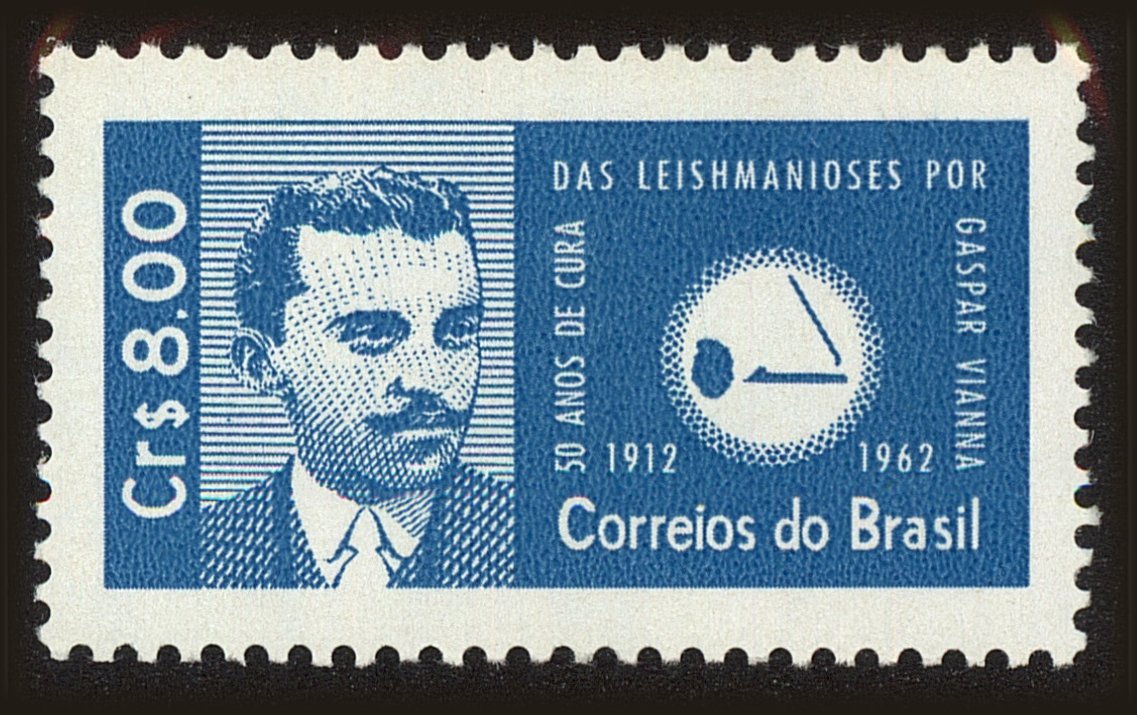 Cr$ 8.00
50 ANOS DE CURA
DAS LEISHMANIOSES POR
GASPAR VIANNA
1912 1962
Correios do Brasil